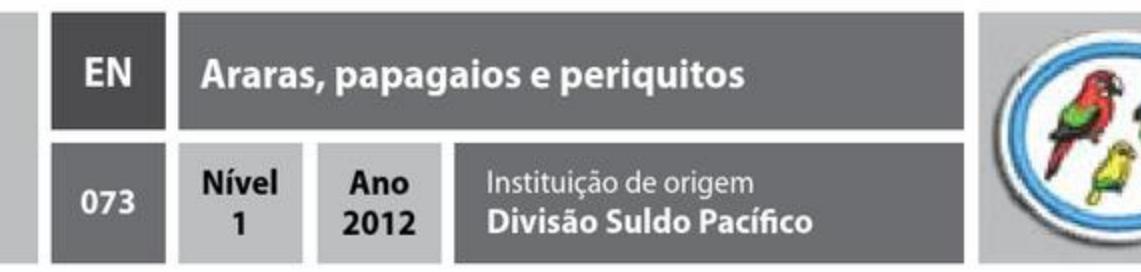 EN
Araras, papagaios e periquitos
073
Nível
1
Ano
2012
Instituição de origem
Divisão Suldo Pacífico